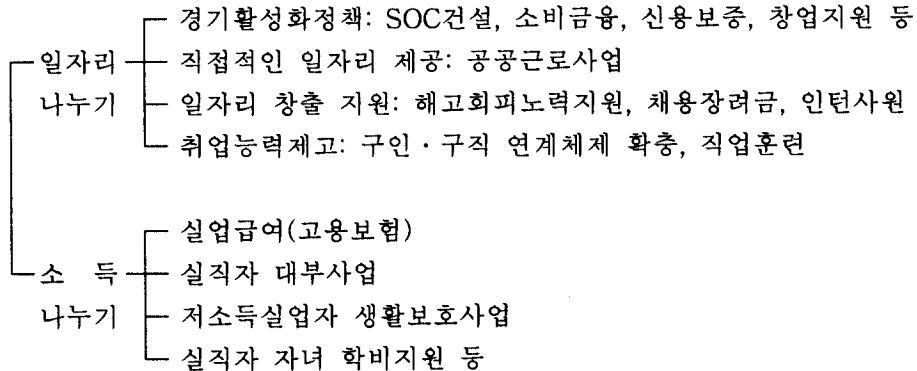 경기활성화정책: SOC건설, 소비금융, 신용보증, 창업지원 등
일자리 직접적인 일자리 제공: 공공근로사업
나누기 일자리 창출 지원: 해고회피노력지원, 채용장려금, 인턴사원
취업능력제고: 구인·구직 연계체제 확충, 직업훈련
실업급여(고용보험)
소 득 실직자 대부사업
나누기 저소득실업자 생활보호사업
실직자 자녀 학비지원 등